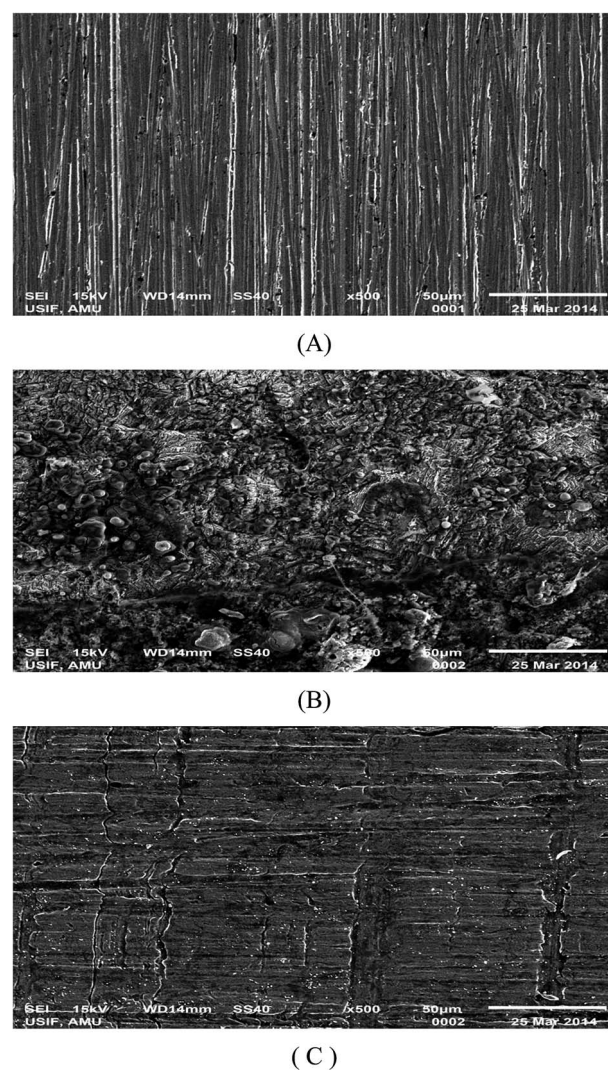 SEI 15kV WD14mm SS40 x500 50μm
USIF, AMU 0001 25 Mar 2014
(A)
SEI 15kV WD14mm SS40 x500 50μm
USIF, AMU 0002 25 Mar 2014
(B)
SEI 15kV WD14mm SS40 x500 50μm
USIF, AMU 0002 25 Mar 2014
( C )